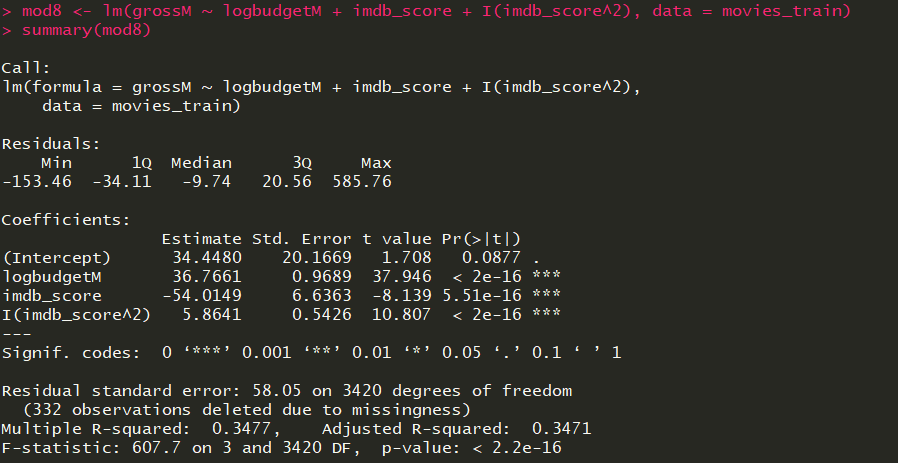 > mod8 <- lm(grossM ~ logbudgetM + imdb_score + I(imdb_score^2), data = movies_train)
> summary(mod8)
Call:
lm(formula = grossM ~ logbudgetM + imdb_score + I(imdb_score^2),
    data = movies_train)
Residuals:
    Min      1Q  Median      3Q     Max
-153.46  -34.11   -9.74   20.56  585.76
Coefficients:
                Estimate Std. Error t value Pr(>|t|)
(Intercept)      34.4480    20.1669   1.708   0.0877 .
logbudgetM       36.7661     0.9689  37.946  < 2e-16 ***
imdb_score      -54.0149     6.6363  -8.139 5.51e-16 ***
I(imdb_score^2)   5.8641     0.5426  10.807  < 2e-16 ***
---
Signif. codes:  0 ‘***’ 0.001 ‘**’ 0.01 ‘*’ 0.05 ‘.’ 0.1 ‘ ’ 1
Residual standard error: 58.05 on 3420 degrees of freedom
  (332 observations deleted due to missingness)
Multiple R-squared:  0.3477,    Adjusted R-squared:  0.3471
F-statistic: 607.7 on 3 and 3420 DF,  p-value: < 2.2e-16